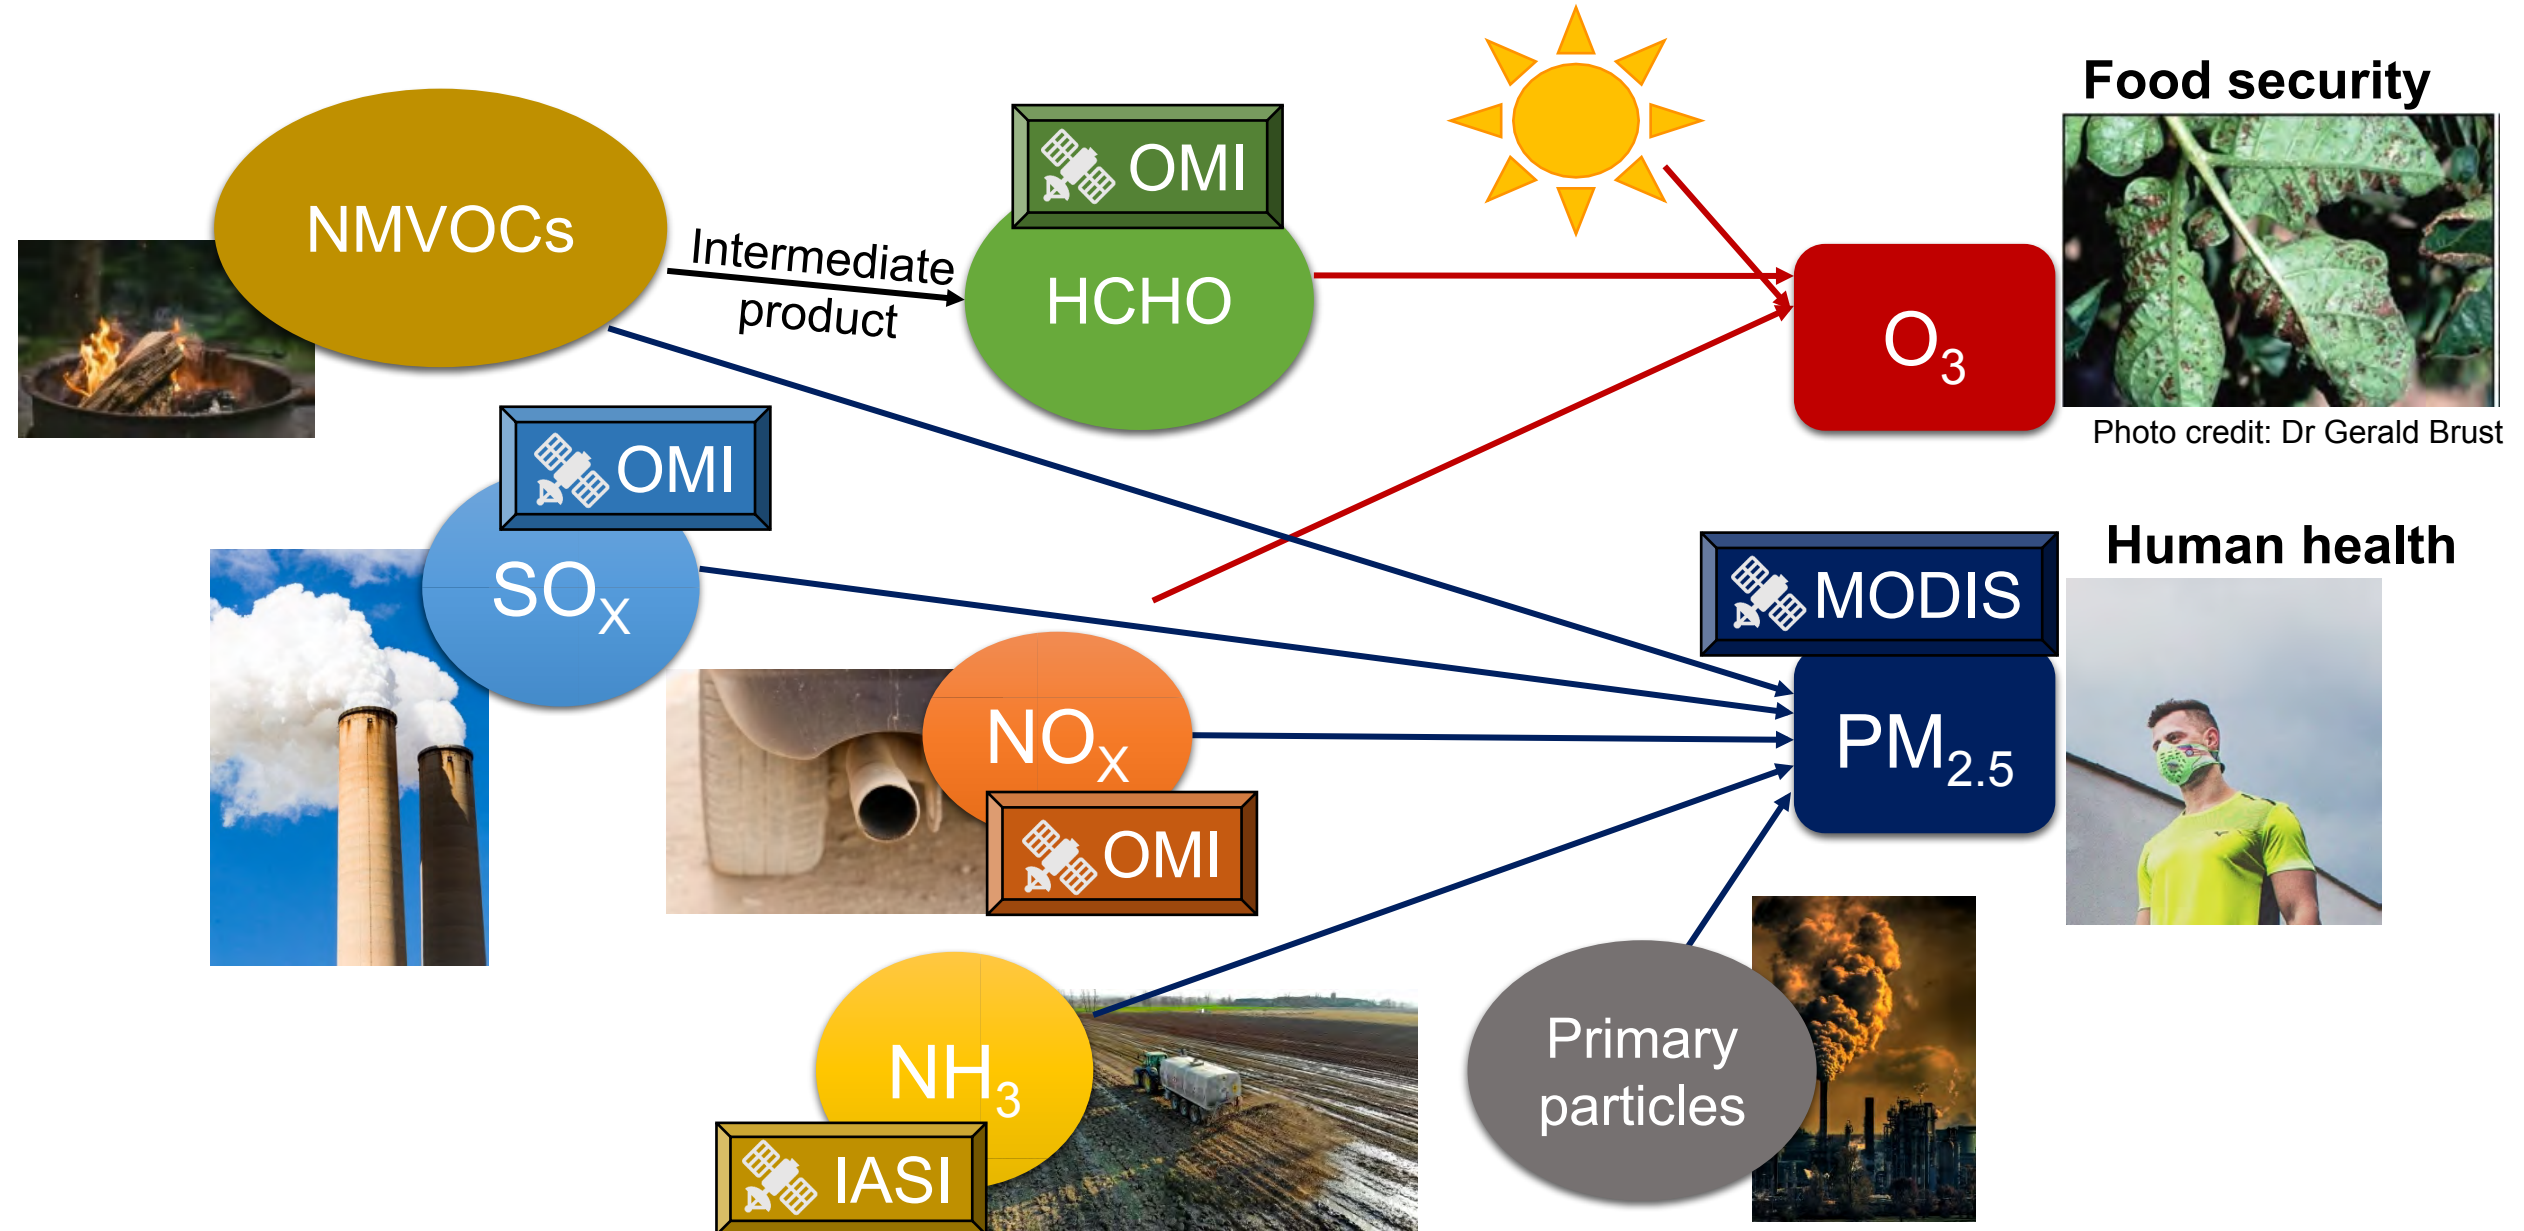 Food security
OMI
NMVOCs
Intermediate
product
HCHO
O₃
Photo credit: Dr Gerald Brust
OMI
SOₓ
Human health
MODIS
NOₓ
PM₂.₅
OMI
NH₃
IASI
Primary
particles